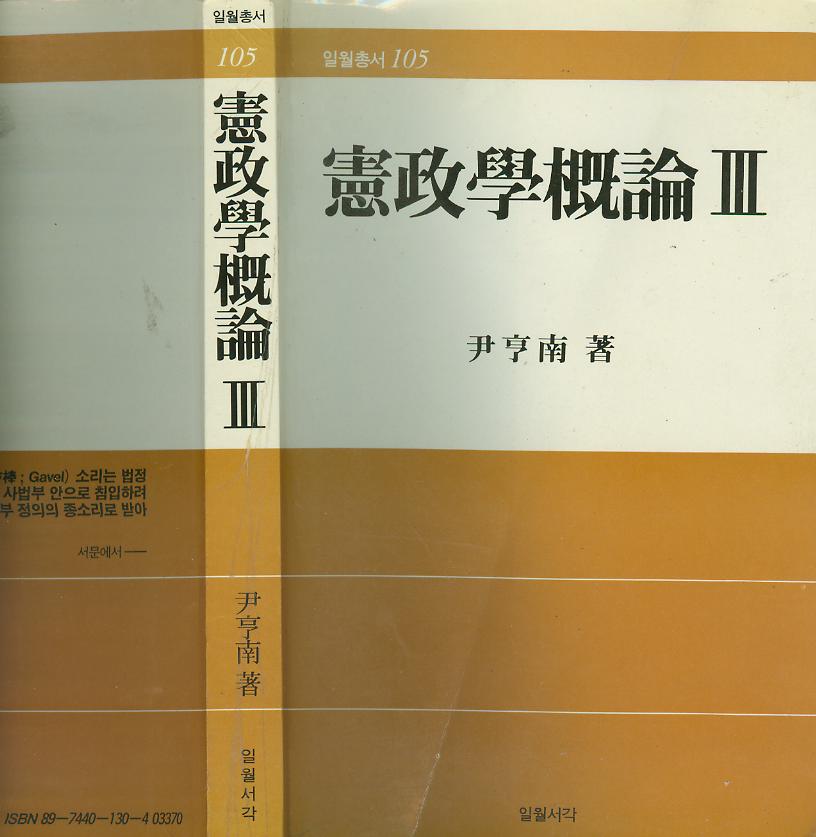 棒 ; Gavel) 소리는 법정
사법부 안으로 침입하려
부 정의의 종소리로 받아
서문에서 ──
ISBN 89-7440-130-4 03370
일월총서
105
憲政學槪論 III
尹亨南 著
일월서각
일월총서 105
憲政學槪論 III
尹亨南 著
일월서각